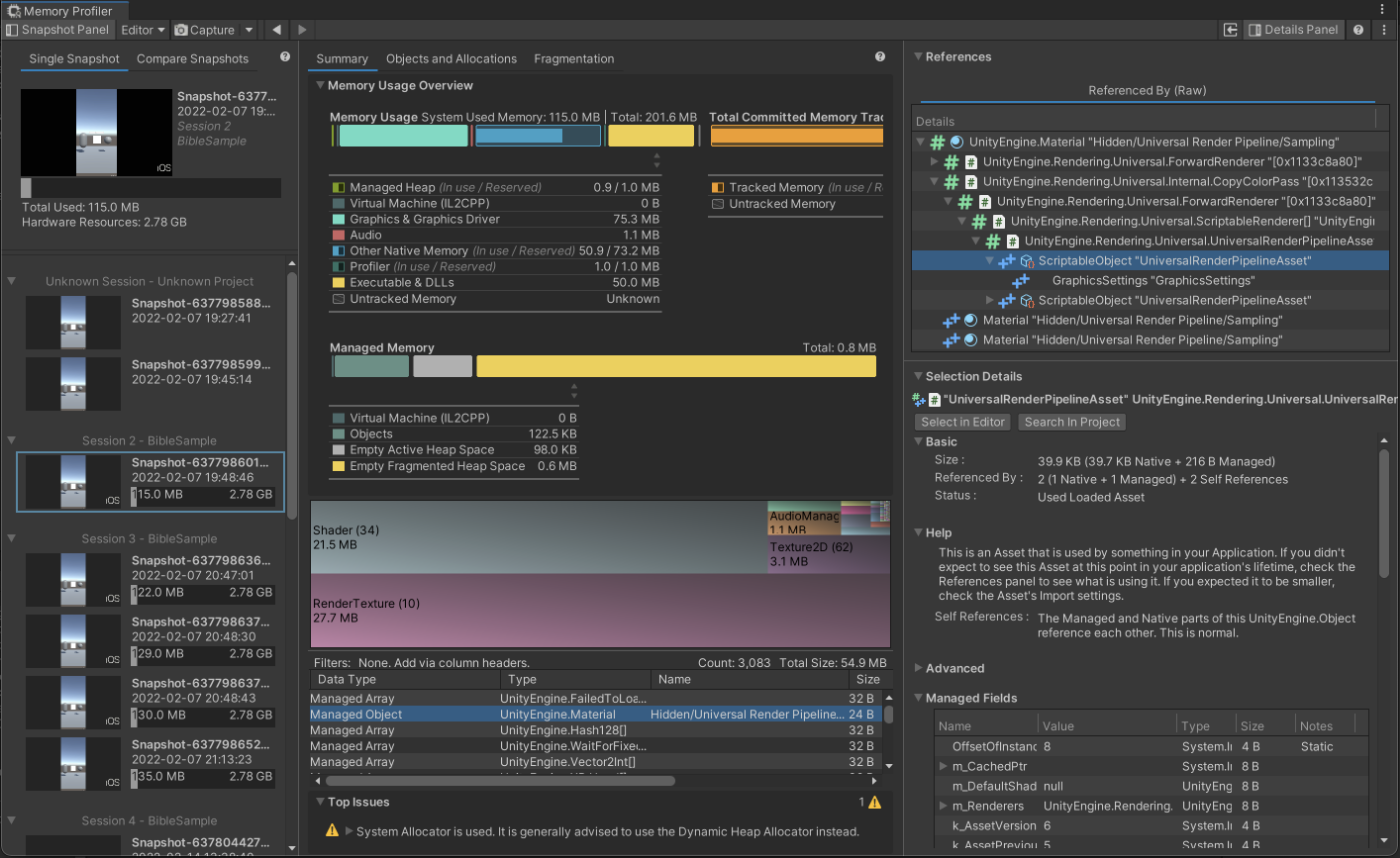 Memory Profiler
Snapshot Panel
Editor
Capture
Details Panel
Single Snapshot
Compare Snapshots
Snapshot-6377...
2022-02-07 19:...
Session 2
BibleSample
iOS
Total Used: 115.0 MB
Hardware Resources: 2.78 GB
Unknown Session - Unknown Project
Snapshot-637798588...
2022-02-07 19:27:41
Snapshot-637798599...
2022-02-07 19:45:14
Session 2 - BibleSample
Snapshot-637798601...
2022-02-07 19:48:46
iOS
115.0 MB 2.78 GB
Session 3 - BibleSample
Snapshot-637798636...
2022-02-07 20:47:01
iOS
122.0 MB 2.78 GB
Snapshot-637798637...
2022-02-07 20:48:30
iOS
129.0 MB 2.78 GB
Snapshot-637798637...
2022-02-07 20:48:43
iOS
130.0 MB 2.78 GB
Snapshot-637798652...
2022-02-07 21:13:23
iOS
135.0 MB 2.78 GB
Session 4 - BibleSample
Snapshot-637804427...
Summary
Objects and Allocations
Fragmentation
Memory Usage Overview
Memory Usage System Used Memory: 115.0 MB Total: 201.6 MB
Total Committed Memory Trac
Managed Heap (In use / Reserved) 0.9 / 1.0 MB
Virtual Machine (IL2CPP) 0 B
Graphics & Graphics Driver 75.3 MB
Audio 1.1 MB
Other Native Memory (In use / Reserved) 50.9 / 73.2 MB
Profiler (In use / Reserved) 1.0 / 1.0 MB
Executable & DLLs 50.0 MB
Untracked Memory Unknown
Tracked Memory (In use / R
Untracked Memory
Managed Memory Total: 0.8 MB
Virtual Machine (IL2CPP) 0 B
Objects 122.5 KB
Empty Active Heap Space 98.0 KB
Empty Fragmented Heap Space 0.6 MB
Shader (34)
21.5 MB
AudioManag
1.1 MB
Texture2D (62)
3.1 MB
RenderTexture (10)
27.7 MB
Filters: None. Add via column headers. Count: 3,083 Total Size: 54.9 MB
Data Type Type Name Size
Managed Array UnityEngine.FailedToLoa... 32 B
Managed Object UnityEngine.Material Hidden/Universal Render Pipeline... 24 B
Managed Array UnityEngine.Hash128[] 32 B
Managed Array UnityEngine.WaitForFixe... 32 B
Managed Array UnityEngine.Vector2Int[] 32 B
Top Issues 1
System Allocator is used. It is generally advised to use the Dynamic Heap Allocator instead.
References
Referenced By (Raw)
Details
UnityEngine.Material "Hidden/Universal Render Pipeline/Sampling"
UnityEngine.Rendering.Universal.ForwardRenderer "[0x1133c8a80]"
UnityEngine.Rendering.Universal.Internal.CopyColorPass "[0x113532c
UnityEngine.Rendering.Universal.ForwardRenderer "[0x1133c8a80]"
UnityEngine.Rendering.Universal.ScriptableRenderer[] "UnityEngi
UnityEngine.Rendering.Universal.UniversalRenderPipelineAsse
ScriptableObject "UniversalRenderPipelineAsset"
GraphicsSettings "GraphicsSettings"
ScriptableObject "UniversalRenderPipelineAsset"
Material "Hidden/Universal Render Pipeline/Sampling"
Material "Hidden/Universal Render Pipeline/Sampling"
Selection Details
"UniversalRenderPipelineAsset" UnityEngine.Rendering.Universal.UniversalRer
Select in Editor
Search In Project
Basic
Size : 39.9 KB (39.7 KB Native + 216 B Managed)
Referenced By : 2 (1 Native + 1 Managed) + 2 Self References
Status : Used Loaded Asset
Help
This is an Asset that is used by something in your Application. If you didn't
expect to see this Asset at this point in your application's lifetime, check the
References panel to see what is using it. If you expected it to be smaller,
check the Asset's Import settings.
Self References : The Managed and Native parts of this UnityEngine.Object
reference each other. This is normal.
Advanced
Managed Fields
Name Value Type Size Notes
OffsetOfInstanc 8 System.I 4 B Static
m_CachedPtr System.I 8 B
m_DefaultShad null UnityEng 8 B
m_Renderers UnityEngine.Rendering. UnityEng 8 B
k_AssetVersion 6 System.I 4 B
k_AssetPreviou 5 System.I 4 B